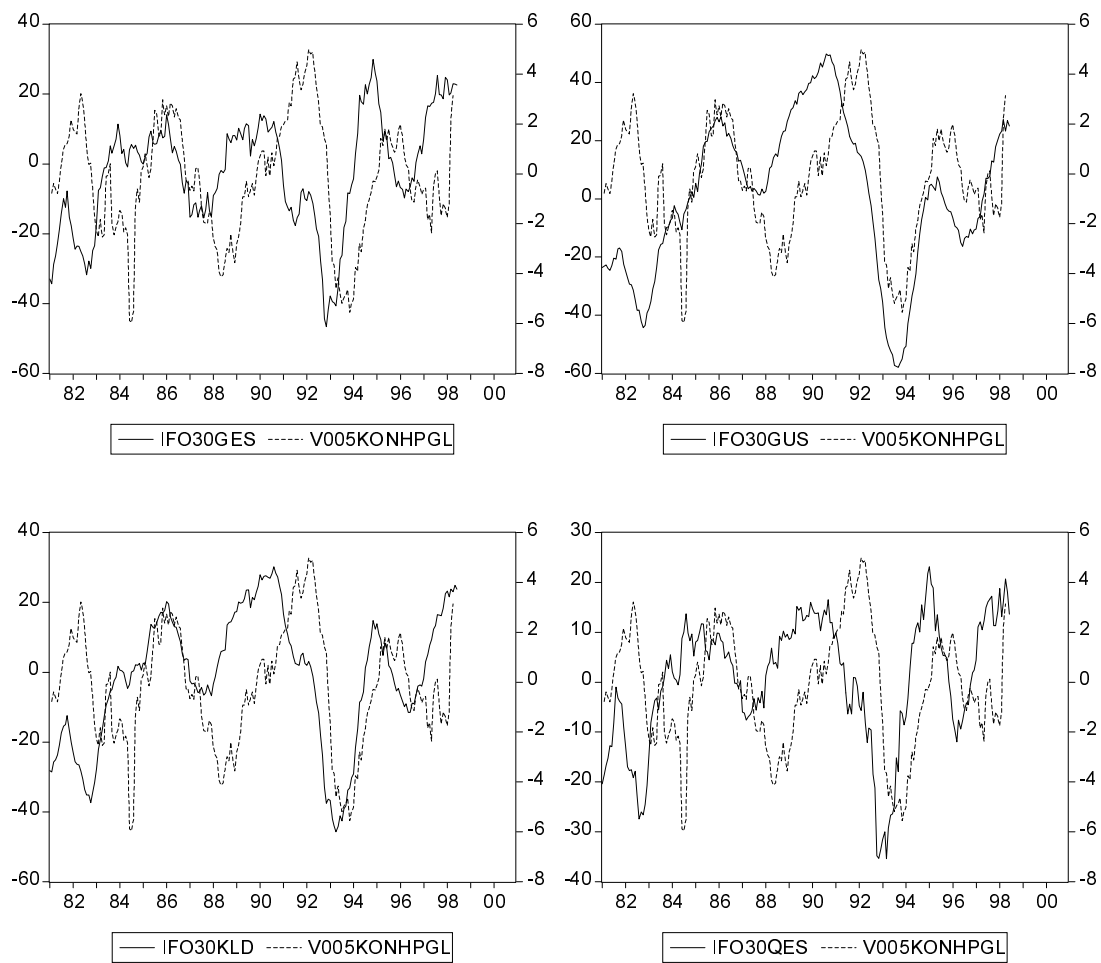 40 6 60 6
20 4 40 4
0 2 20 2
-20 0 0 0
-40 -2 -20 -2
-60 -4 -40 -4
-6 -60 -6
-8 -8
82 84 86 88 90 92 94 96 98 00 82 84 86 88 90 92 94 96 98 00
IFO30GES V005KONHPGL IFO30GUS V005KONHPGL
40 6 30 6
20 4 20 4
0 2 10 2
-20 0 0 0
-40 -2 -10 -2
-60 -4 -20 -4
-6 -30 -6
-8 -40 -8
82 84 86 88 90 92 94 96 98 00 82 84 86 88 90 92 94 96 98 00
IFO30KLD V005KONHPGL IFO30QES V005KONHPGL